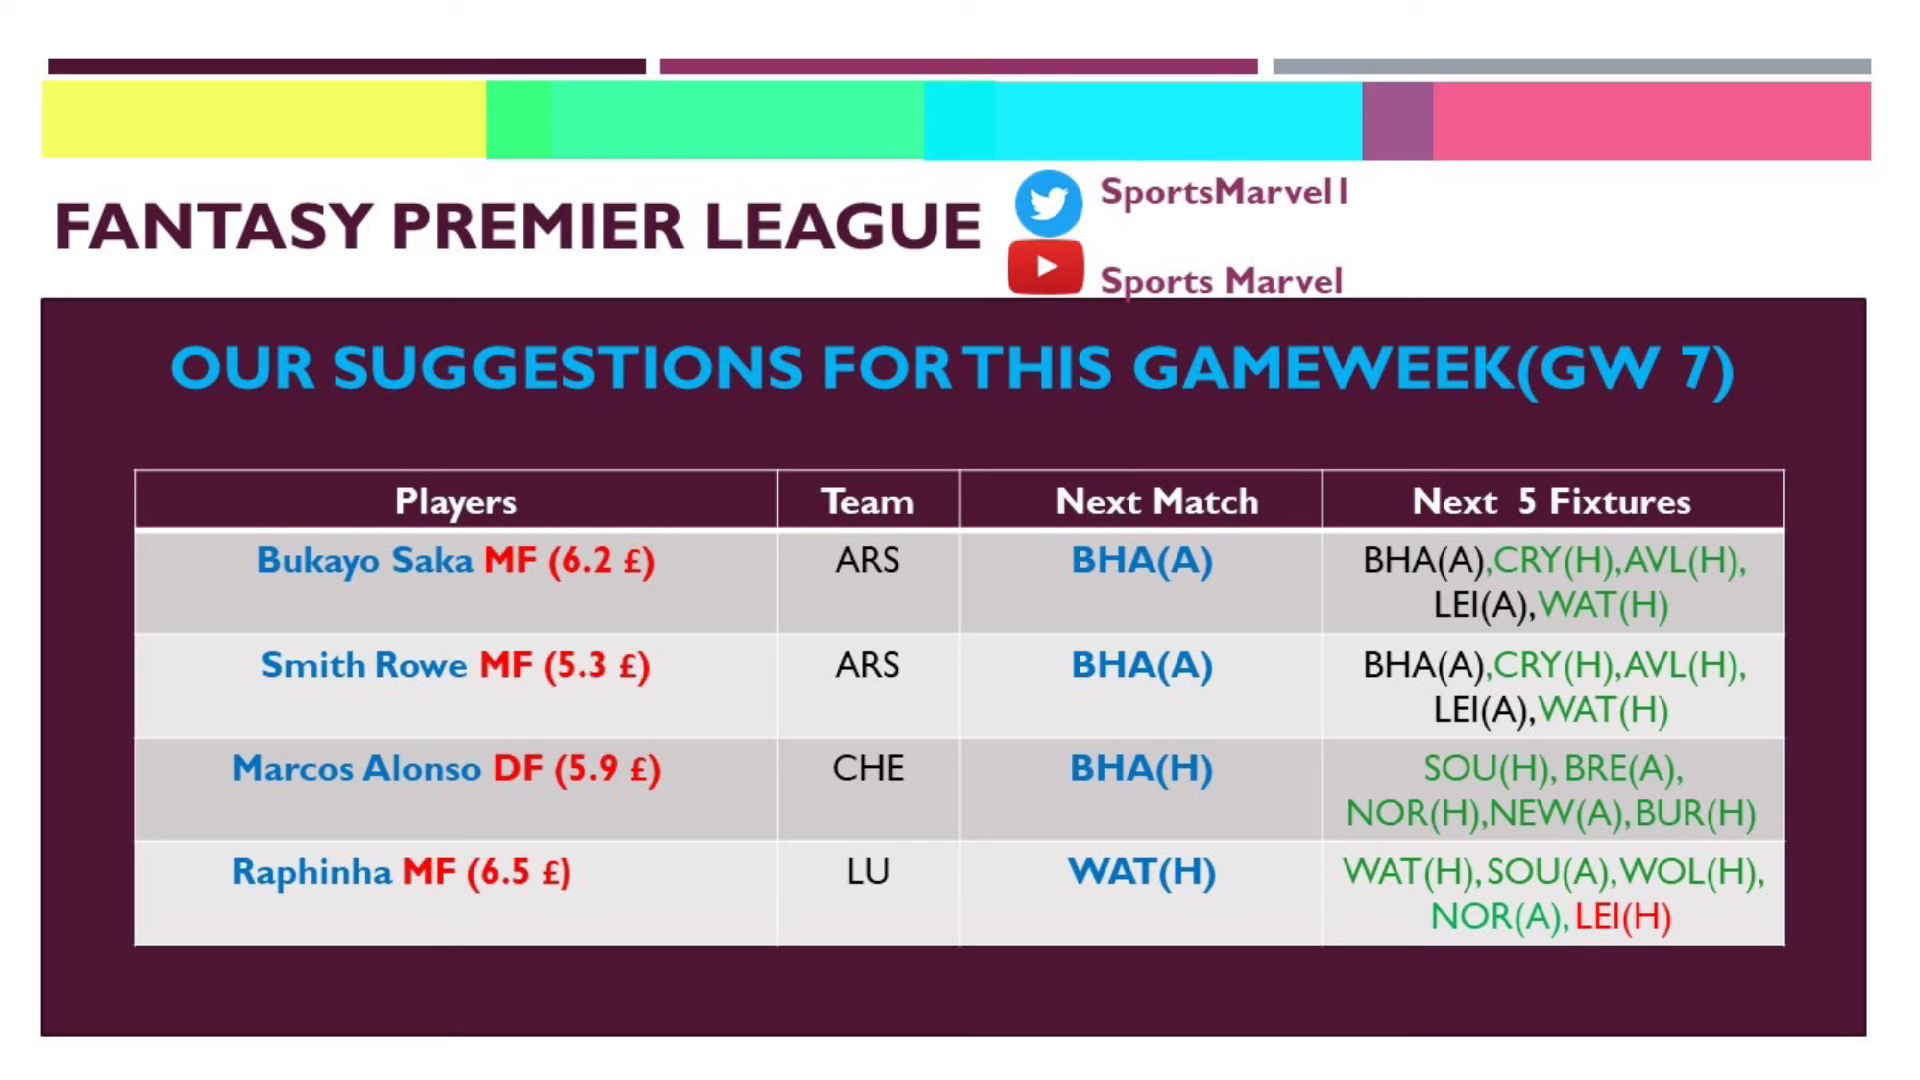 FANTASY PREMIER LEAGUE
SportsMarvel1
Sports Marvel
OUR SUGGESTIONS FOR THIS GAMEWEEK(GW 7)
Players Team Next Match Next 5 Fixtures
Bukayo Saka MF (6.2 £) ARS BHA(A) BHA(A),CRY(H),AVL(H),
LEI(A),WAT(H)
Smith Rowe MF (5.3 £) ARS BHA(A) BHA(A),CRY(H),AVL(H),
LEI(A),WAT(H)
Marcos Alonso DF (5.9 £) CHE BHA(H) SOU(H), BRE(A),
NOR(H),NEW(A),BUR(H)
Raphinha MF (6.5 £) LU WAT(H) WAT(H), SOU(A),WOL(H),
NOR(A), LEI(H)